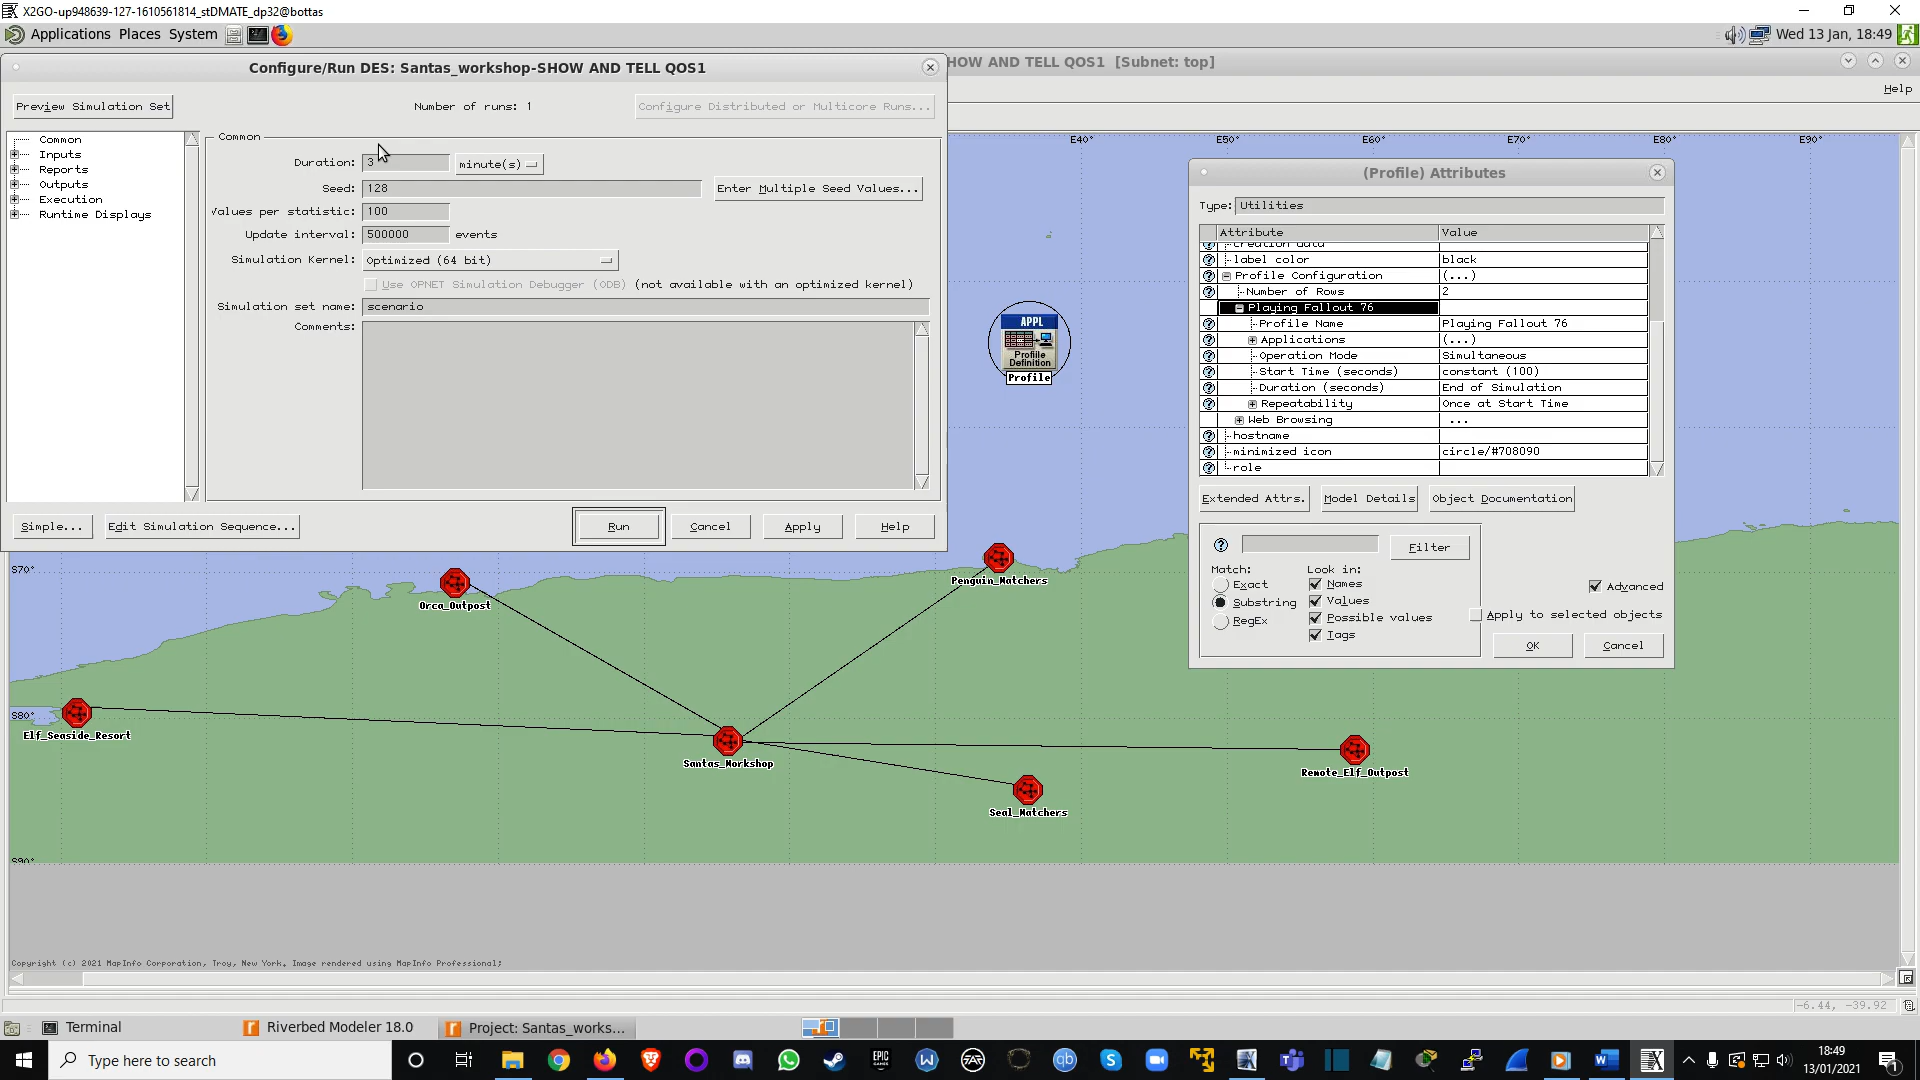 X2GO-up948639-127-1610561814_stDMATE_dp32@bottas
Applications Places System
Wed 13 Jan, 18:49
Configure/Run DES: Santas_workshop-SHOW AND TELL QOS1
HOW AND TELL QOS1 [Subnet: top]
Help
Preview Simulation Set
Number of runs: 1
Configure Distributed or Multicore Runs...
Common
Inputs
Reports
Outputs
Execution
Runtime Displays
Common
Duration: 3 minute(s)
Seed: 128
Enter Multiple Seed Values...
Values per statistic: 100
Update interval: 500000 events
Simulation Kernel: Optimized (64 bit)
Use OPNET Simulation Debugger (ODB) (not available with an optimized kernel)
Simulation set name: scenario
Comments:
Simple...
Edit Simulation Sequence...
Run
Cancel
Apply
Help
E40°
E50°
E60°
E70°
E80°
E90°
APPL
Profile
Definition
Profile
(Profile) Attributes
Type: Utilities
Attribute Value
creation data
label color black
Profile Configuration (...)
Number of Rows 2
Playing Fallout 76
Profile Name Playing Fallout 76
Applications (...)
Operation Mode Simultaneous
Start Time (seconds) constant (100)
Duration (seconds) End of Simulation
Repeatability Once at Start Time
Web Browsing ...
hostname
minimized icon circle/#708090
role
Extended Attrs.
Model Details
Object Documentation
Filter
Match:
Exact
Substring
RegEx
Look in:
Names
Values
Possible values
Tags
Advanced
Apply to selected objects
OK
Cancel
S70°
Orca_Outpost
Penguin_Watchers
S80°
Elf_Seaside_Resort
Santas_Workshop
Remote_Elf_Outpost
Seal_Watchers
S90°
Copyright (c) 2021 MapInfo Corporation, Troy, New York. Image rendered using MapInfo Professional;
-6.44, -39.92
Terminal
Riverbed Modeler 18.0
Project: Santas_works...
Type here to search
EPIC
GAMES
W
FAF
qb
18:49
13/01/2021
1